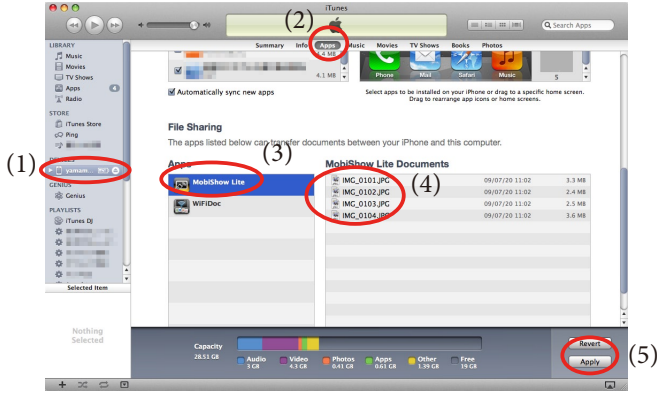 iTunes
(2)
Search Apps
LIBRARY
Music
Movies
TV Shows
Apps
Radio
STORE
iTunes Store
Ping
DEVICES
yamam...
GENIUS
Genius
PLAYLISTS
iTunes DJ
Selected Item
Nothing
Selected
(1)
Summary Info Apps Music Movies TV Shows Books Photos
4.4 MB
4.1 MB
Phone Mail Safari Music
5
Automatically sync new apps
Select apps to be installed on your iPhone or drag to a specific home screen.
Drag to rearrange app icons or home screens.
File Sharing
The apps listed below can transfer documents between your iPhone and this computer.
(3)
Apps
MobiShow Lite
WiFiDoc
MobiShow Lite Documents
(4)
IMG_0101.JPG 09/07/20 11:02 3.3 MB
IMG_0102.JPG 09/07/20 11:02 2.4 MB
IMG_0103.JPG 09/07/20 11:02 2.5 MB
IMG_0104.JPG 09/07/20 11:02 3.6 MB
Capacity
28.51 GB
Audio
3 GB
Video
4.3 GB
Photos
0.41 GB
Apps
0.61 GB
Other
1.39 GB
Free
19 GB
Revert
Apply
(5)